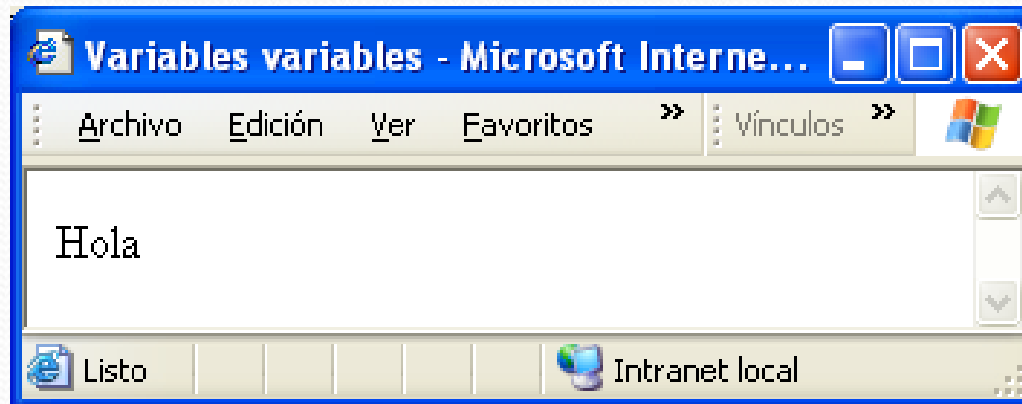 Variables variables - Microsoft Interne...
Archivo Edición Ver Favoritos » Vínculos »
Hola
Listo Intranet local